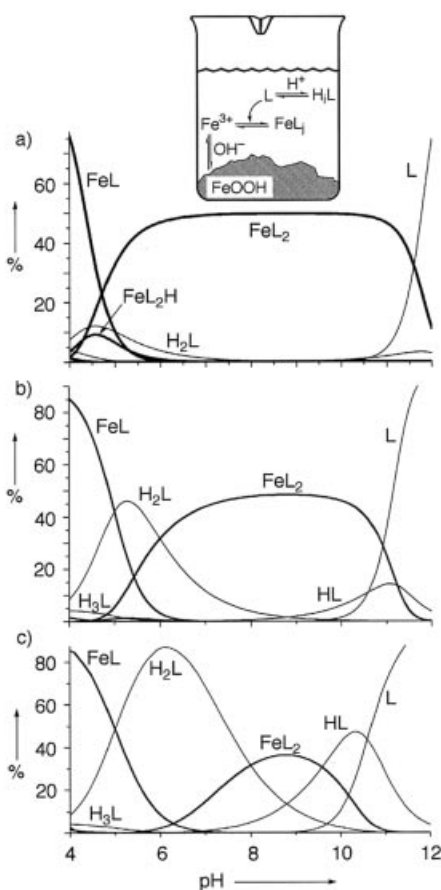 H⁺
L ⇌ HᵢL
Fe³⁺ ⇌ FeLⱼ
OH⁻
FeOOH
a)
FeL
L
60
FeL₂
40
%
FeL₂H
20
H₂L
b)
80
FeL
L
60
H₂L
FeL₂
40
%
20
H₃L
HL
c)
80
FeL
H₂L
L
60
HL
FeL₂
40
%
20
H₃L
4 6 8 10 12
pH